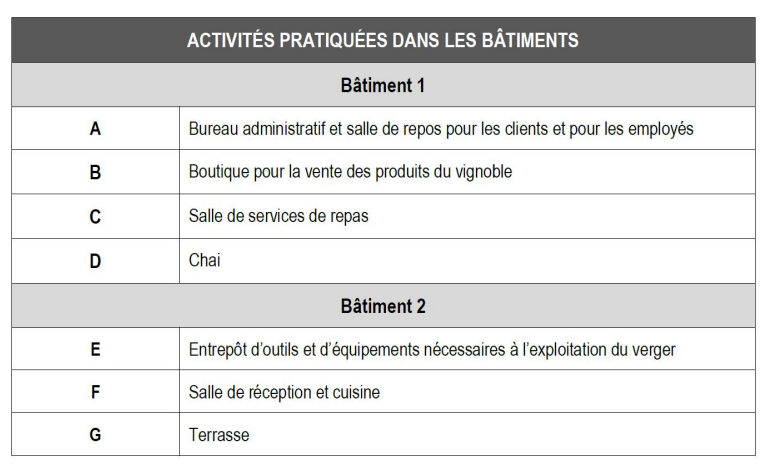 ACTIVITÉS PRATIQUÉES DANS LES BÂTIMENTS
Bâtiment 1
A Bureau administratif et salle de repos pour les clients et pour les employés
B Boutique pour la vente des produits du vignoble
C Salle de services de repas
D Chai
Bâtiment 2
E Entrepôt d'outils et d'équipements nécessaires à l'exploitation du verger
F Salle de réception et cuisine
G Terrasse